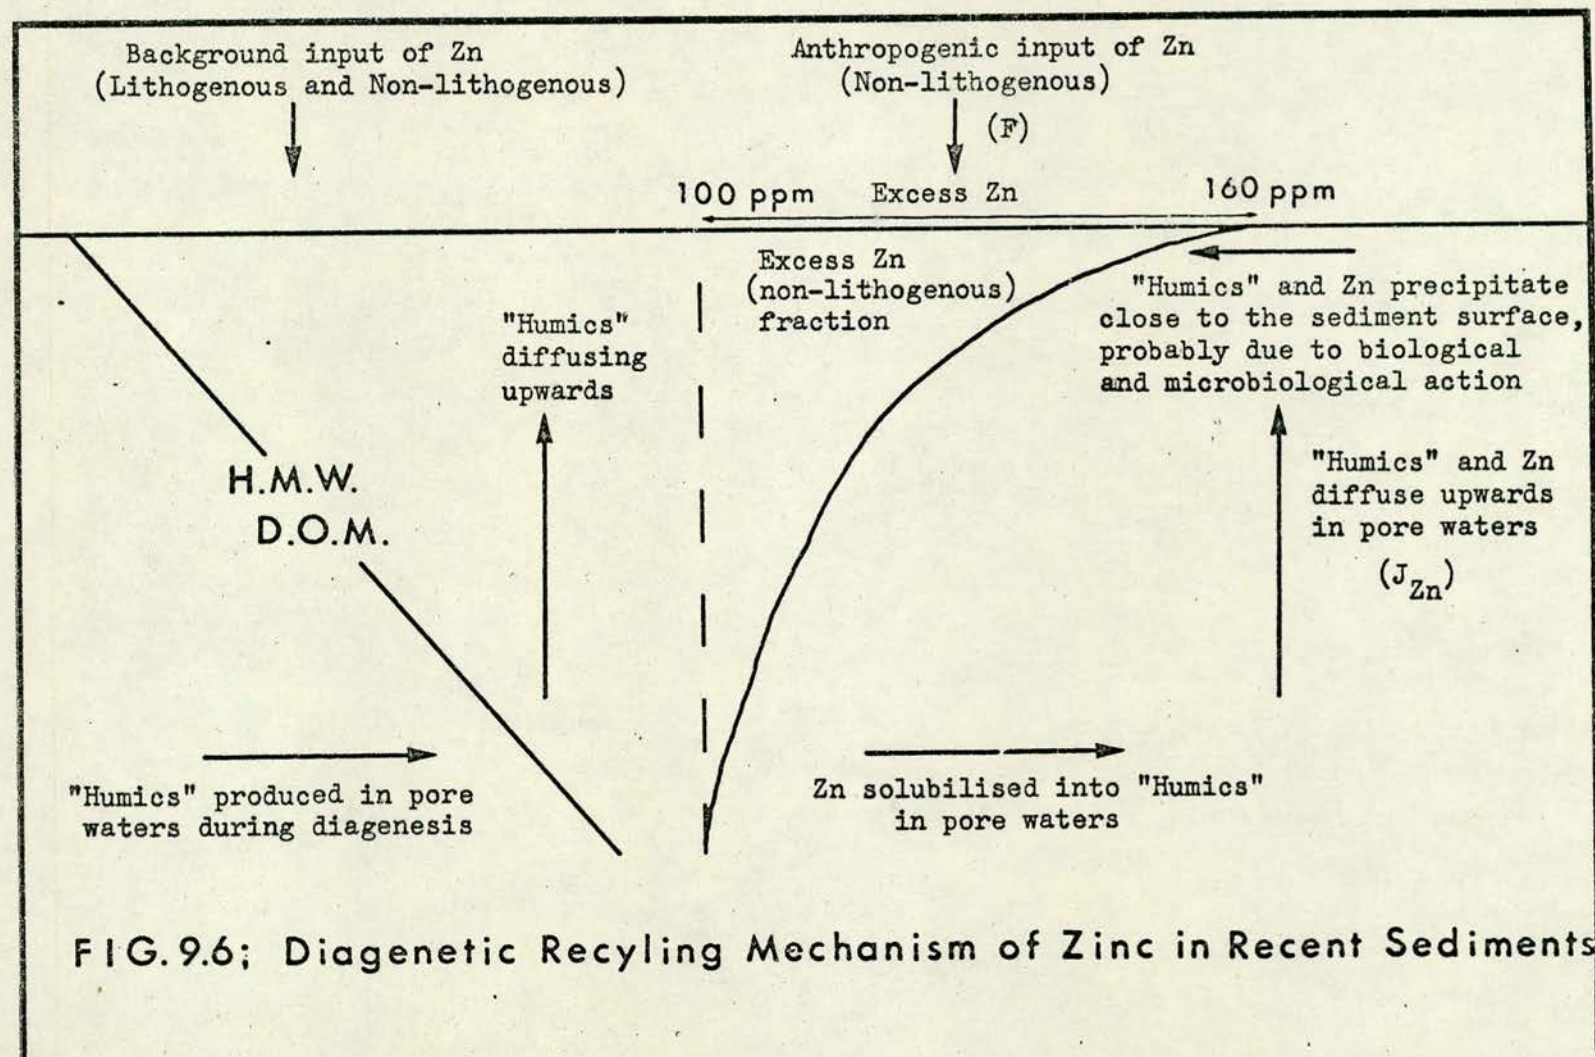 Background input of Zn
(Lithogenous and Non-lithogenous)
Anthropogenic input of Zn
(Non-lithogenous)
(F)
100 ppm
Excess Zn
160 ppm
Excess Zn
(non-lithogenous)
fraction
"Humics" and Zn precipitate
close to the sediment surface,
probably due to biological
and microbiological action
"Humics"
diffusing
upwards
H.M.W.
D.O.M.
"Humics" and Zn
diffuse upwards
in pore waters
(J_Zn)
"Humics" produced in pore
waters during diagenesis
Zn solubilised into "Humics"
in pore waters
FIG. 9.6; Diagenetic Recyling Mechanism of Zinc in Recent Sediments